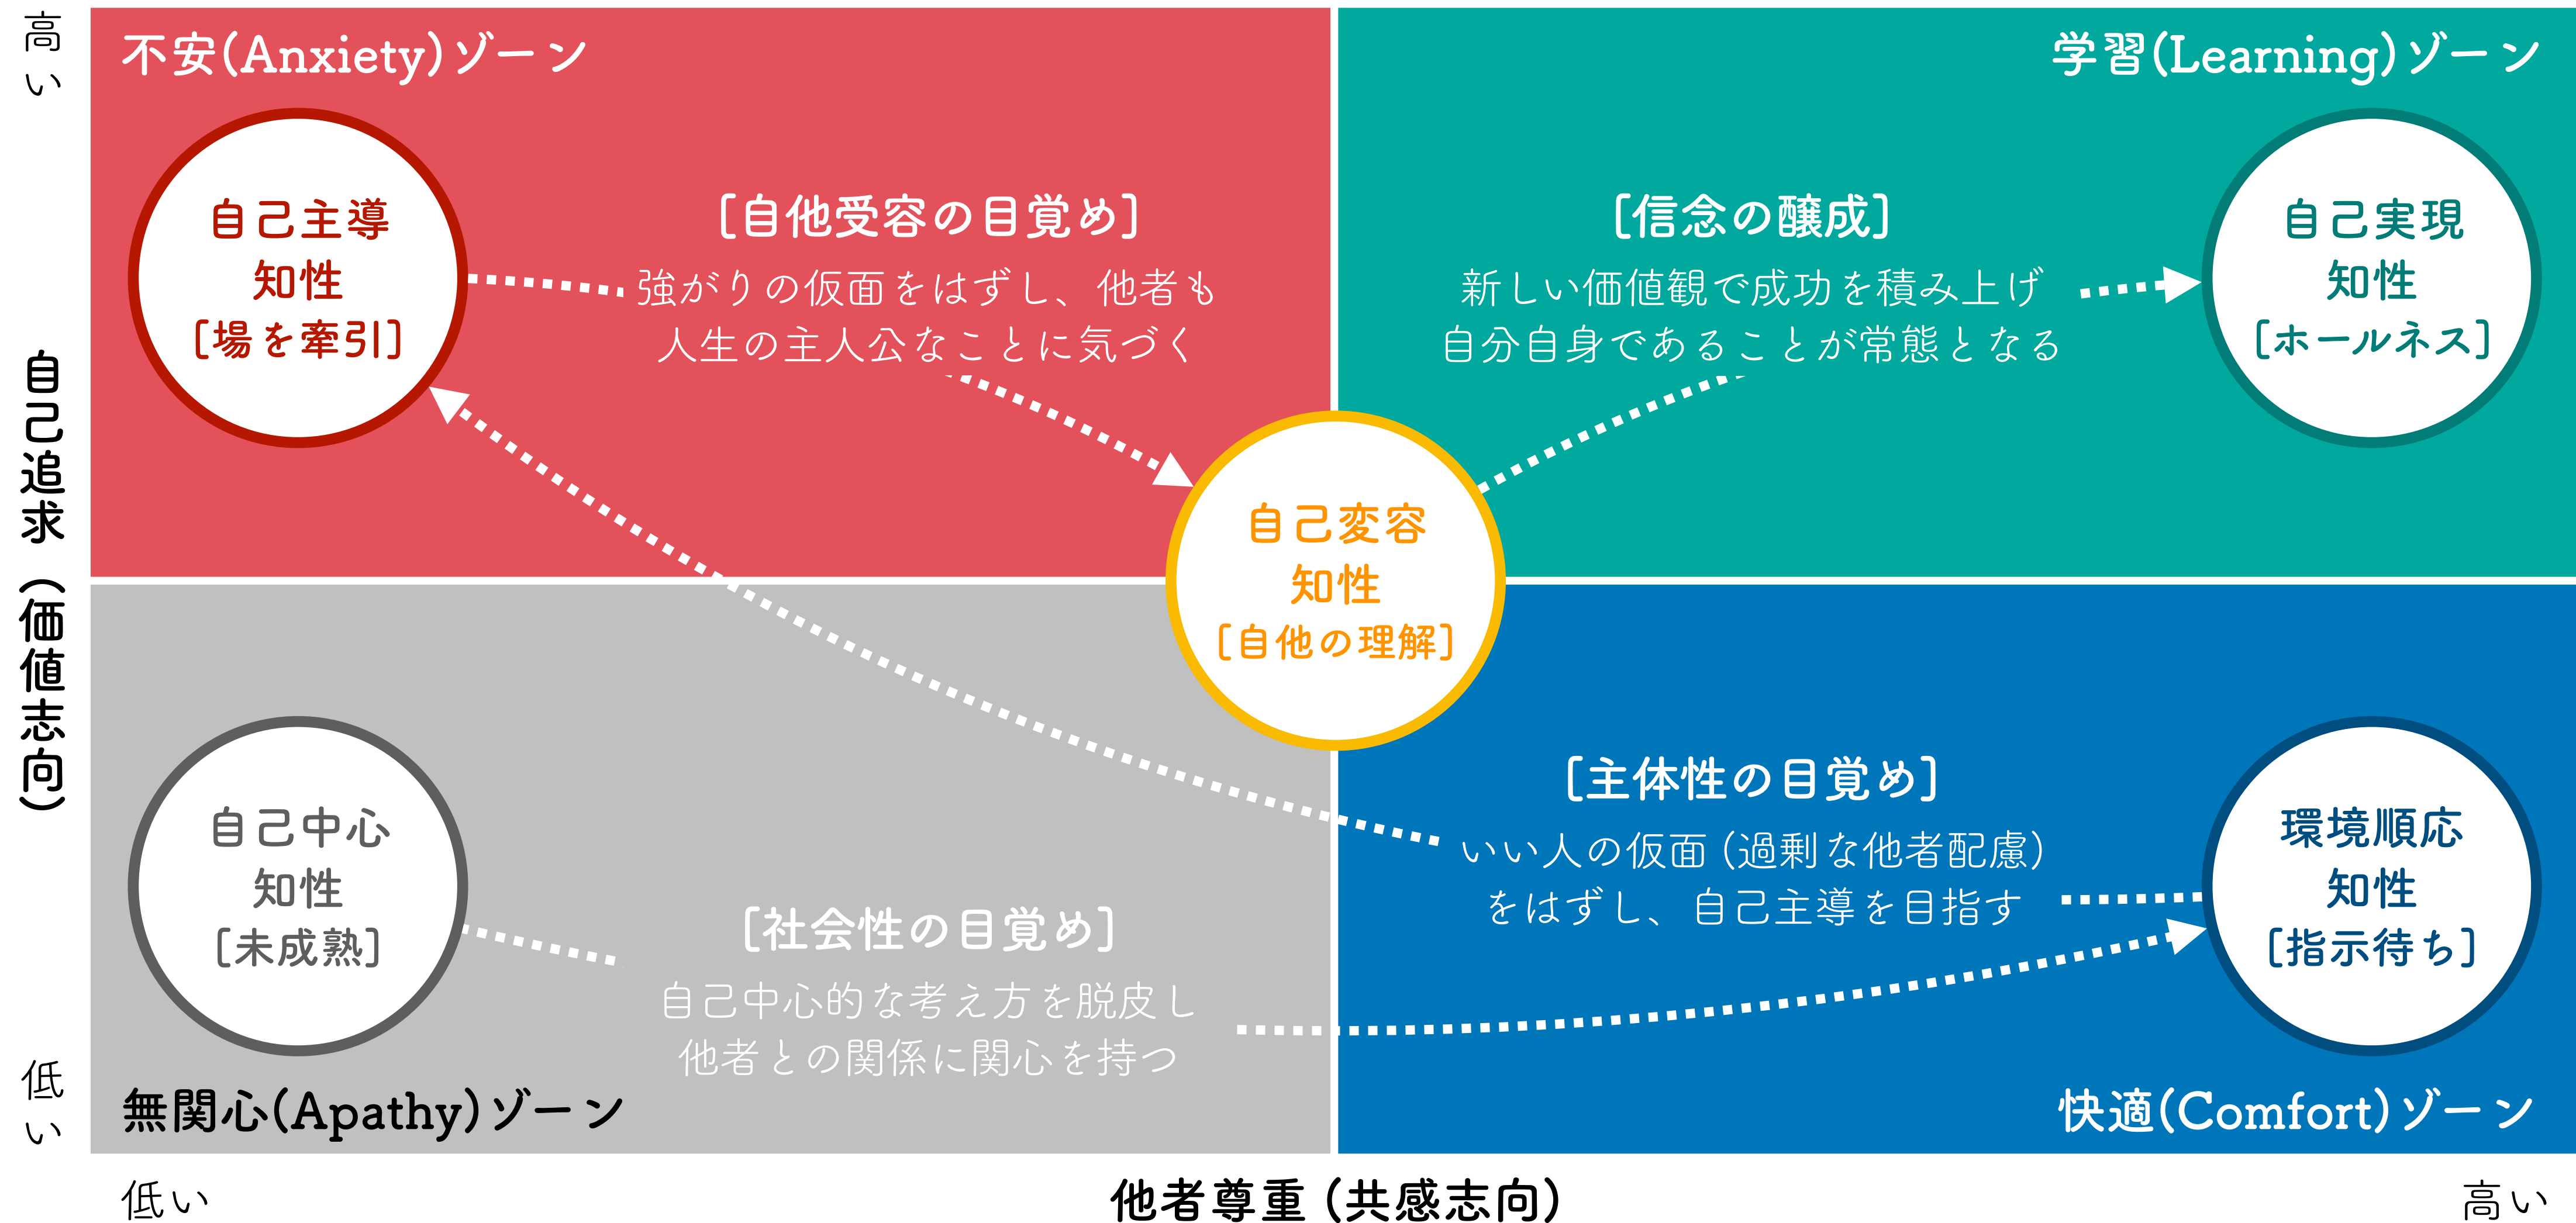 高い
不安(Anxiety)ゾーン
学習(Learning)ゾーン
自己主導
知性
[場を牽引]
[自他受容の目覚め]
強がりの仮面をはずし、他者も
人生の主人公なことに気づく
[信念の醸成]
新しい価値観で成功を積み上げ
自分自身であることが常態となる
自己実現
知性
[ホールネス]
自己追求（価値志向）
自己変容
知性
[自他の理解]
自己中心
知性
[未成熟]
[社会性の目覚め]
自己中心的な考え方を脱皮し
他者との関係に関心を持つ
[主体性の目覚め]
いい人の仮面（過剰な他者配慮）
をはずし、自己主導を目指す
環境順応
知性
[指示待ち]
低い
無関心(Apathy)ゾーン
快適(Comfort)ゾーン
低い
他者尊重（共感志向）
高い